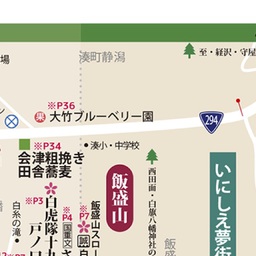 場
湊町静潟
至・経沢・守屋
※P36
大竹ブルーベリー園
294
※P34
会津粗挽き
田舎蕎麦
湊小・中学校
飯盛山
いにしえ夢街
西田面・白旗八幡神社の
飯盛
※P3
白虎隊十
戸ノ口
白糸の滝
※P4
国重文
さ
飯盛山スロー
※P7